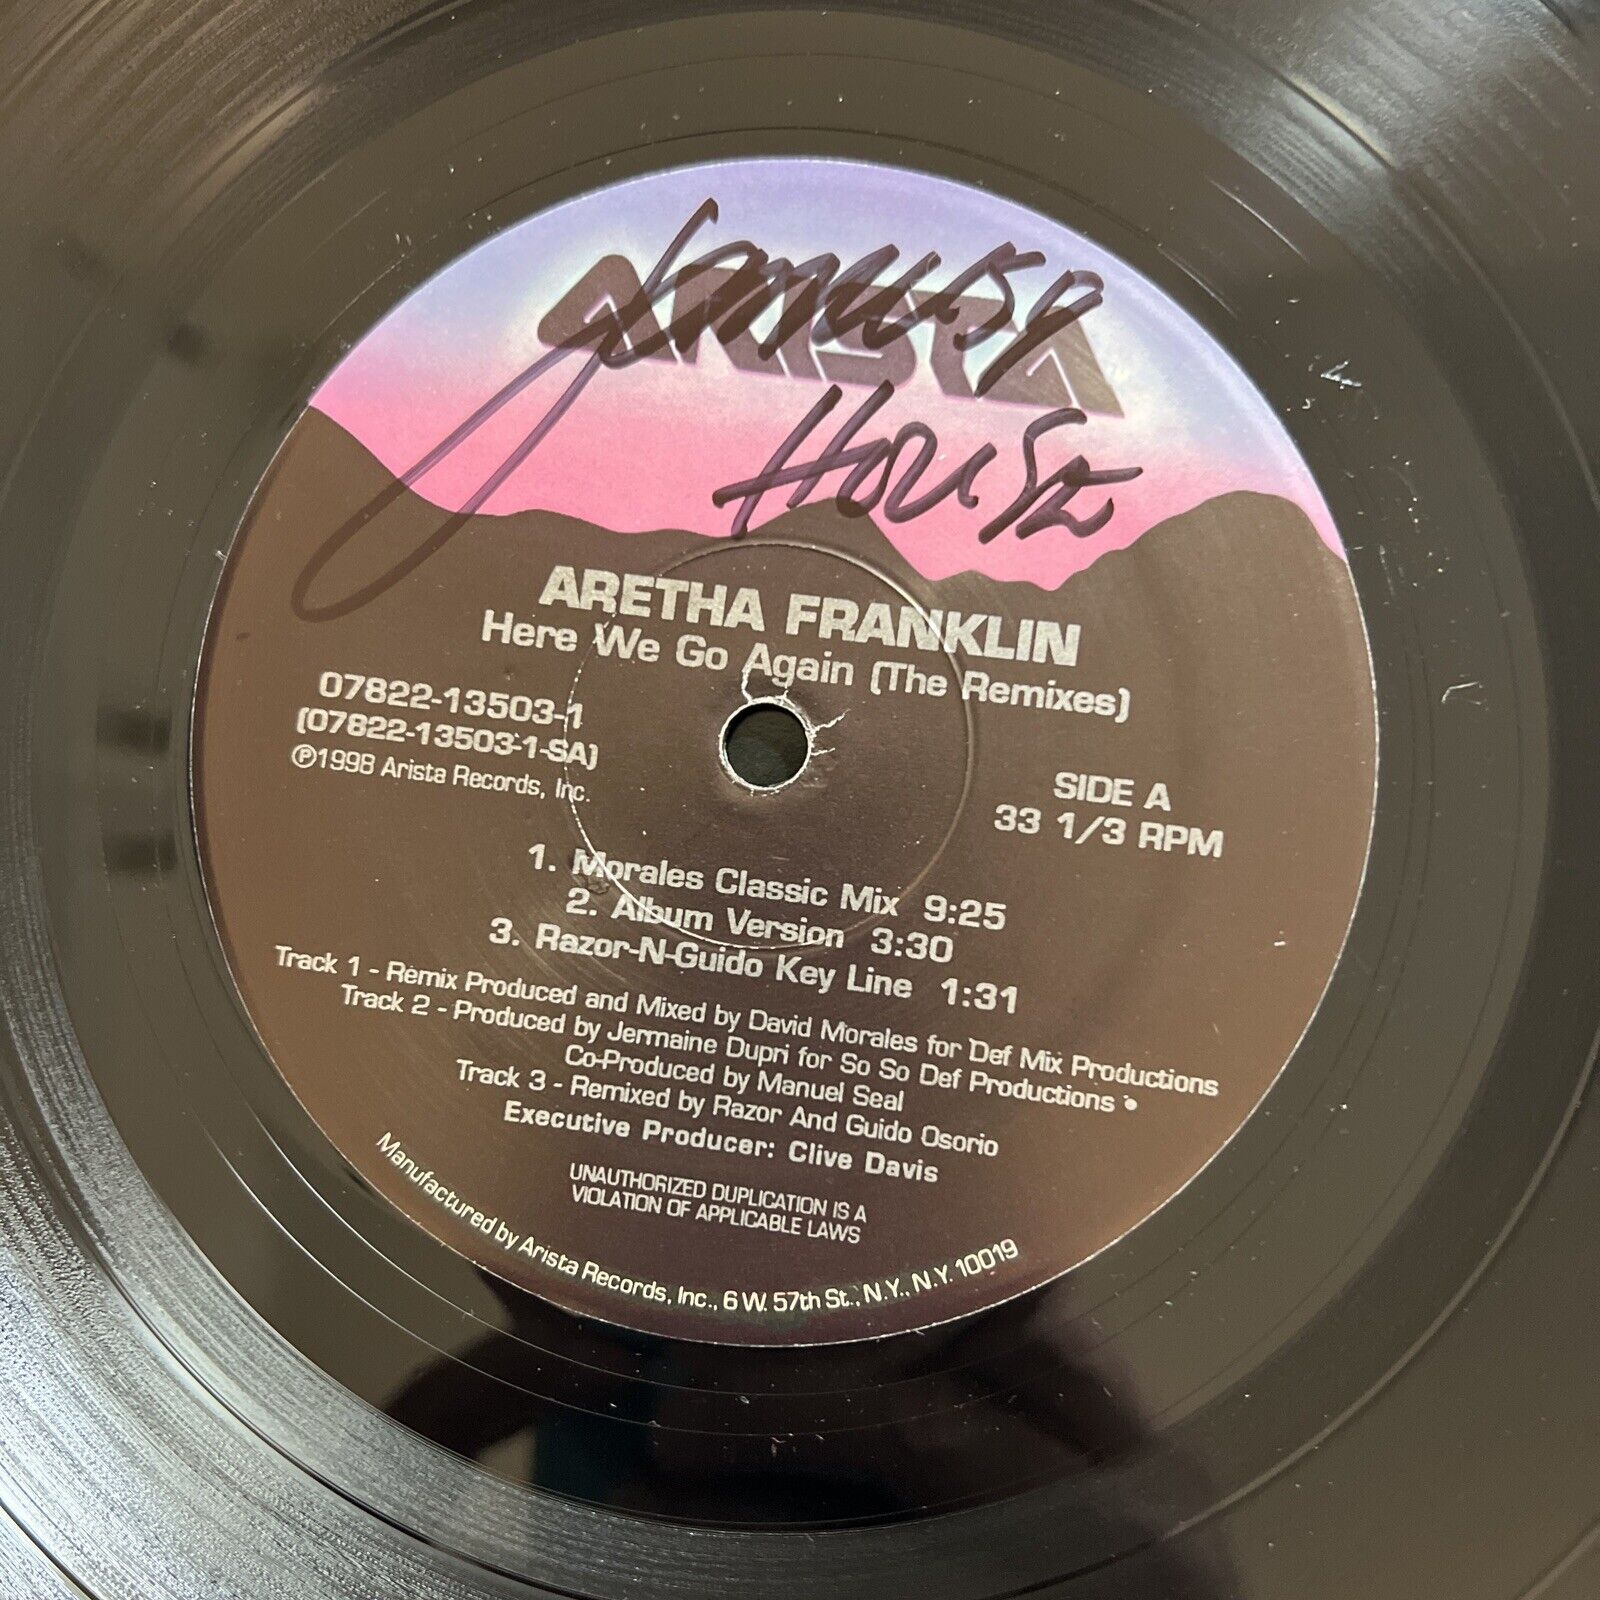 ARISTA
HOUSE
ARETHA FRANKLIN
Here We Go Again (The Remixes)
07822-13503-1
(07822-13503-1-SA)
℗1998 Arista Records, Inc.
SIDE A
33 1/3 RPM
1. Morales Classic Mix 9:25
2. Album Version 3:30
3. Razor-N-Guido Key Line 1:31
Track 1 - Remix Produced and Mixed by David Morales for Def Mix Productions
Track 2 - Produced by Jermaine Dupri for So So Def Productions
Co-Produced by Manuel Seal
Track 3 - Remixed by Razor And Guido Osorio
Executive Producer: Clive Davis
UNAUTHORIZED DUPLICATION IS A
VIOLATION OF APPLICABLE LAWS
Manufactured by Arista Records, Inc., 6 W. 57th St., N.Y., N.Y. 10019